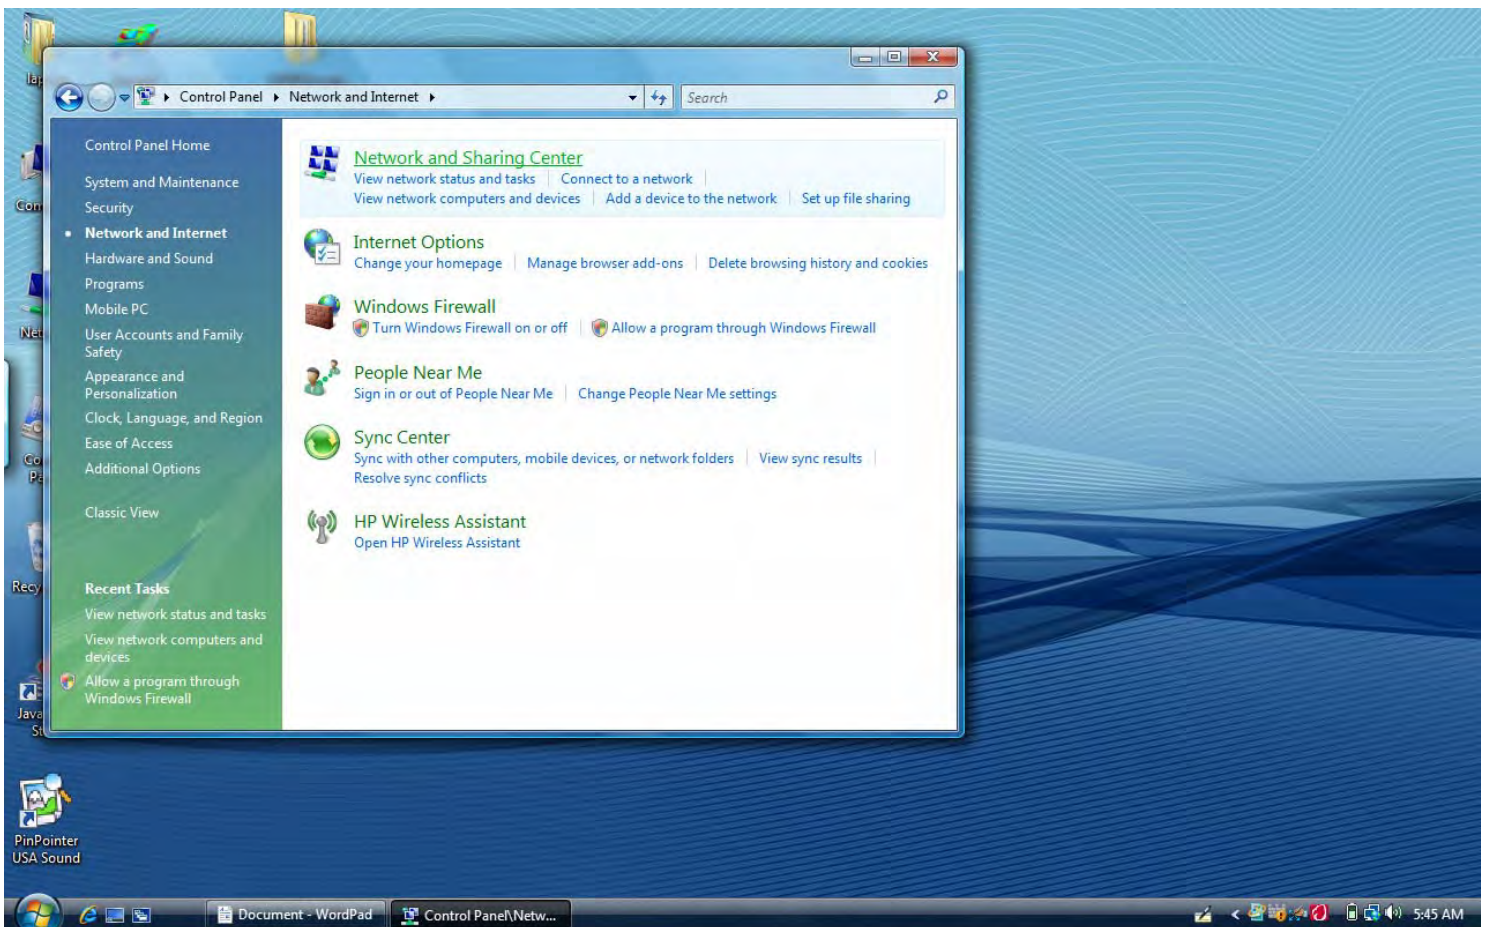 Control Panel
Network and Internet
Search
Control Panel Home
System and Maintenance
Security
Network and Internet
Hardware and Sound
Programs
Mobile PC
User Accounts and Family
Safety
Appearance and
Personalization
Clock, Language, and Region
Ease of Access
Additional Options
Classic View
Recent Tasks
View network status and tasks
View network computers and
devices
Allow a program through
Windows Firewall
Network and Sharing Center
View network status and tasks Connect to a network
View network computers and devices Add a device to the network Set up file sharing
Internet Options
Change your homepage Manage browser add-ons Delete browsing history and cookies
Windows Firewall
Turn Windows Firewall on or off Allow a program through Windows Firewall
People Near Me
Sign in or out of People Near Me Change People Near Me settings
Sync Center
Sync with other computers, mobile devices, or network folders View sync results
Resolve sync conflicts
HP Wireless Assistant
Open HP Wireless Assistant
Recy
Java
St
PinPointer
USA Sound
Document - WordPad
Control Panel\Netw...
5:45 AM